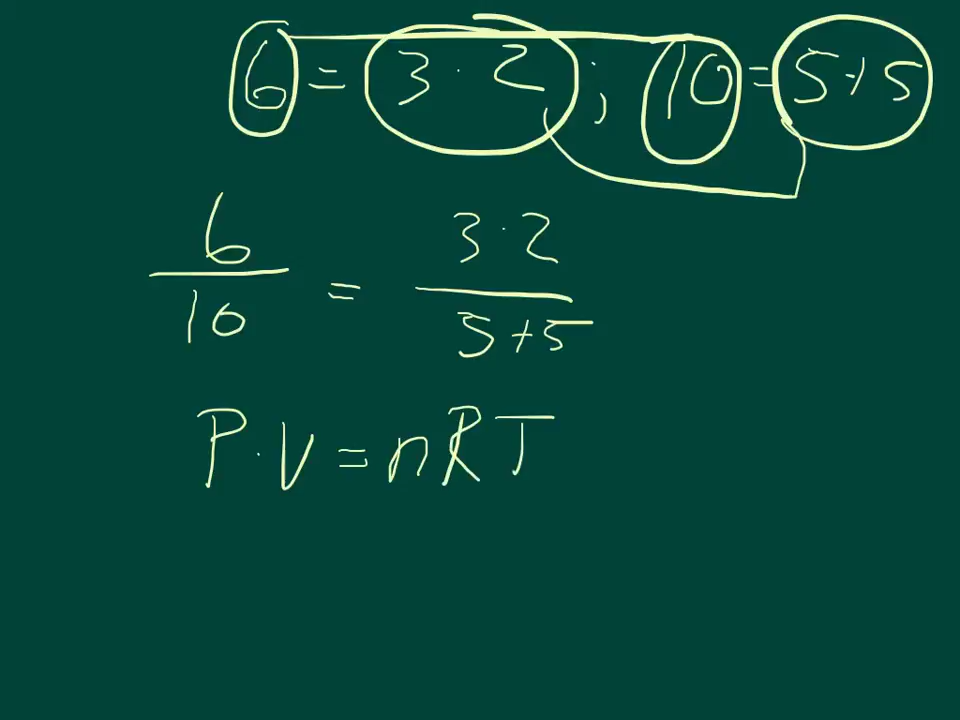 6 = 3 · 2 ; 10 = 5 + 5
6/10 = 3 · 2/5 + 5
P · V = nRT